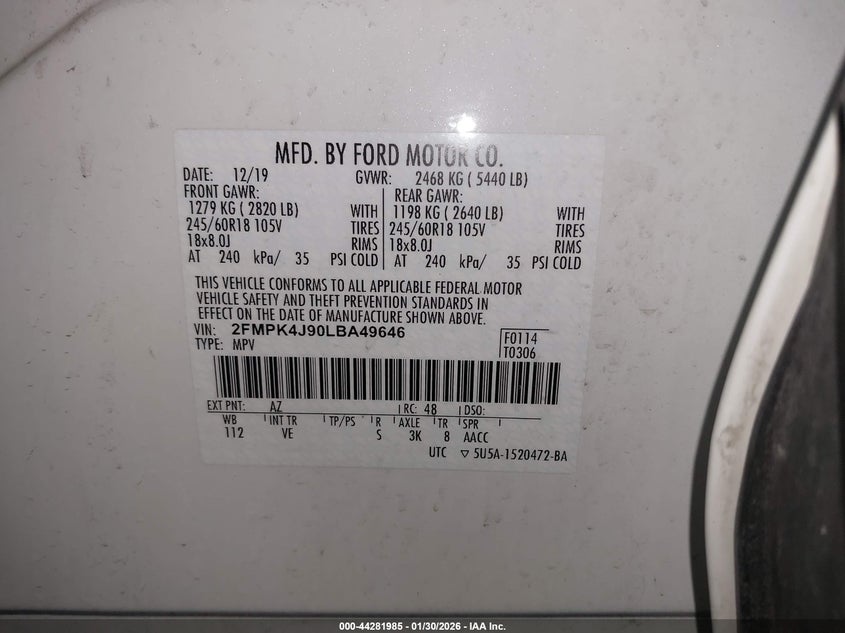 MFD. BY FORD MOTOR CO.
DATE: 12/19 GVWR: 2468 KG ( 5440 LB)
FRONT GAWR: REAR GAWR:
1279 KG ( 2820 LB) WITH 1198 KG ( 2640 LB) WITH
245/60R18 105V TIRES 245/60R18 105V TIRES
18x8.0J RIMS 18x8.0J RIMS
AT 240 kPa/ 35 PSI COLD AT 240 kPa/ 35 PSI COLD
THIS VEHICLE CONFORMS TO ALL APPLICABLE FEDERAL MOTOR
VEHICLE SAFETY AND THEFT PREVENTION STANDARDS IN
EFFECT ON THE DATE OF MANUFACTURE SHOWN ABOVE.
VIN: 2FMPK4J90LBA49646 F0114
TYPE: MPV T0306
EXT PNT: AZ RC: 48 DSO:
WB INT TR TP/PS R AXLE TR SPR
112 VE S 3K 8 AACC
UTC ▽ 5U5A-1520472-BA
000-44281985 - 01/30/2026 - IAA Inc.